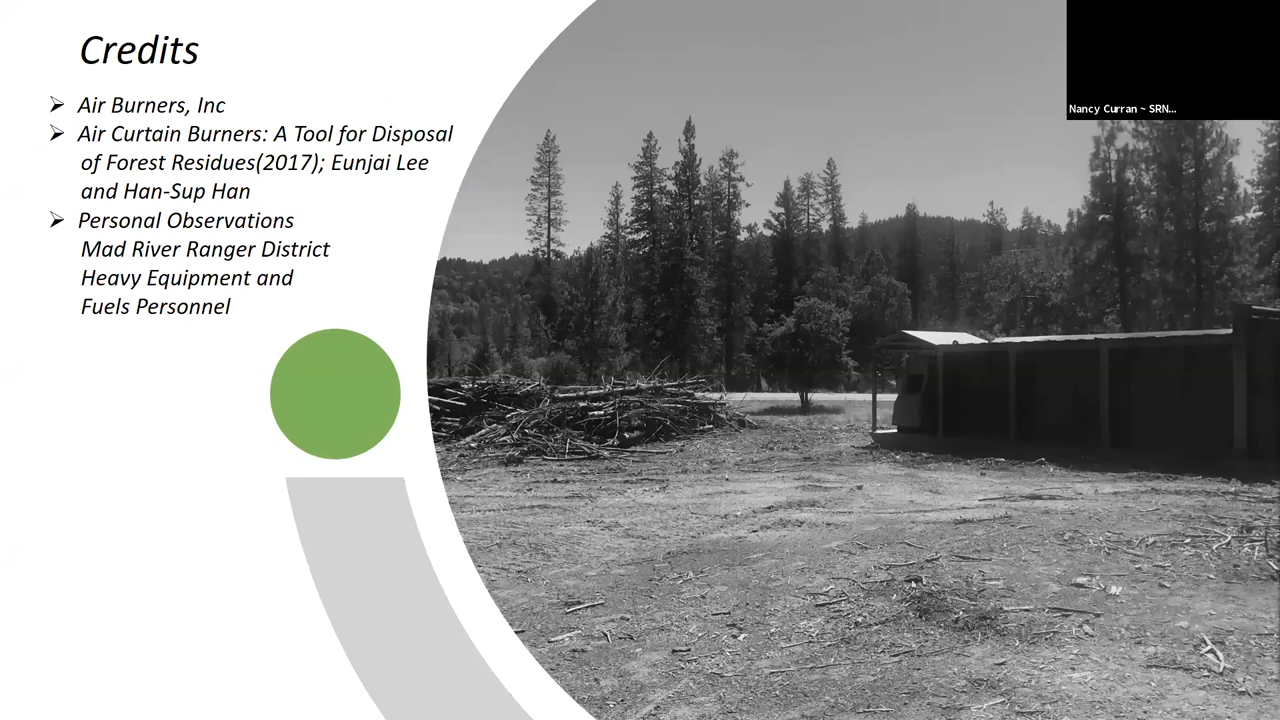 Credits
➢ Air Burners, Inc
➢ Air Curtain Burners: A Tool for Disposal
of Forest Residues(2017); Eunjai Lee
and Han-Sup Han
➢ Personal Observations
Mad River Ranger District
Heavy Equipment and
Fuels Personnel
Nancy Curran ~ SRN...